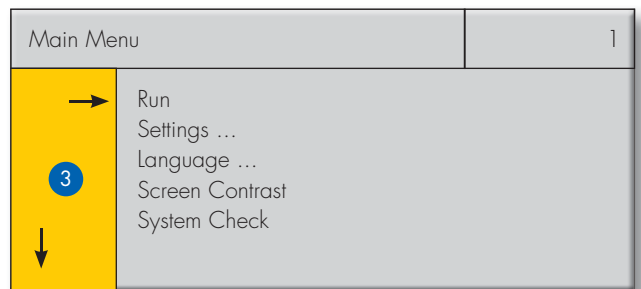 Main Menu 1
Run
Settings ...
Language ...
3
Screen Contrast
System Check